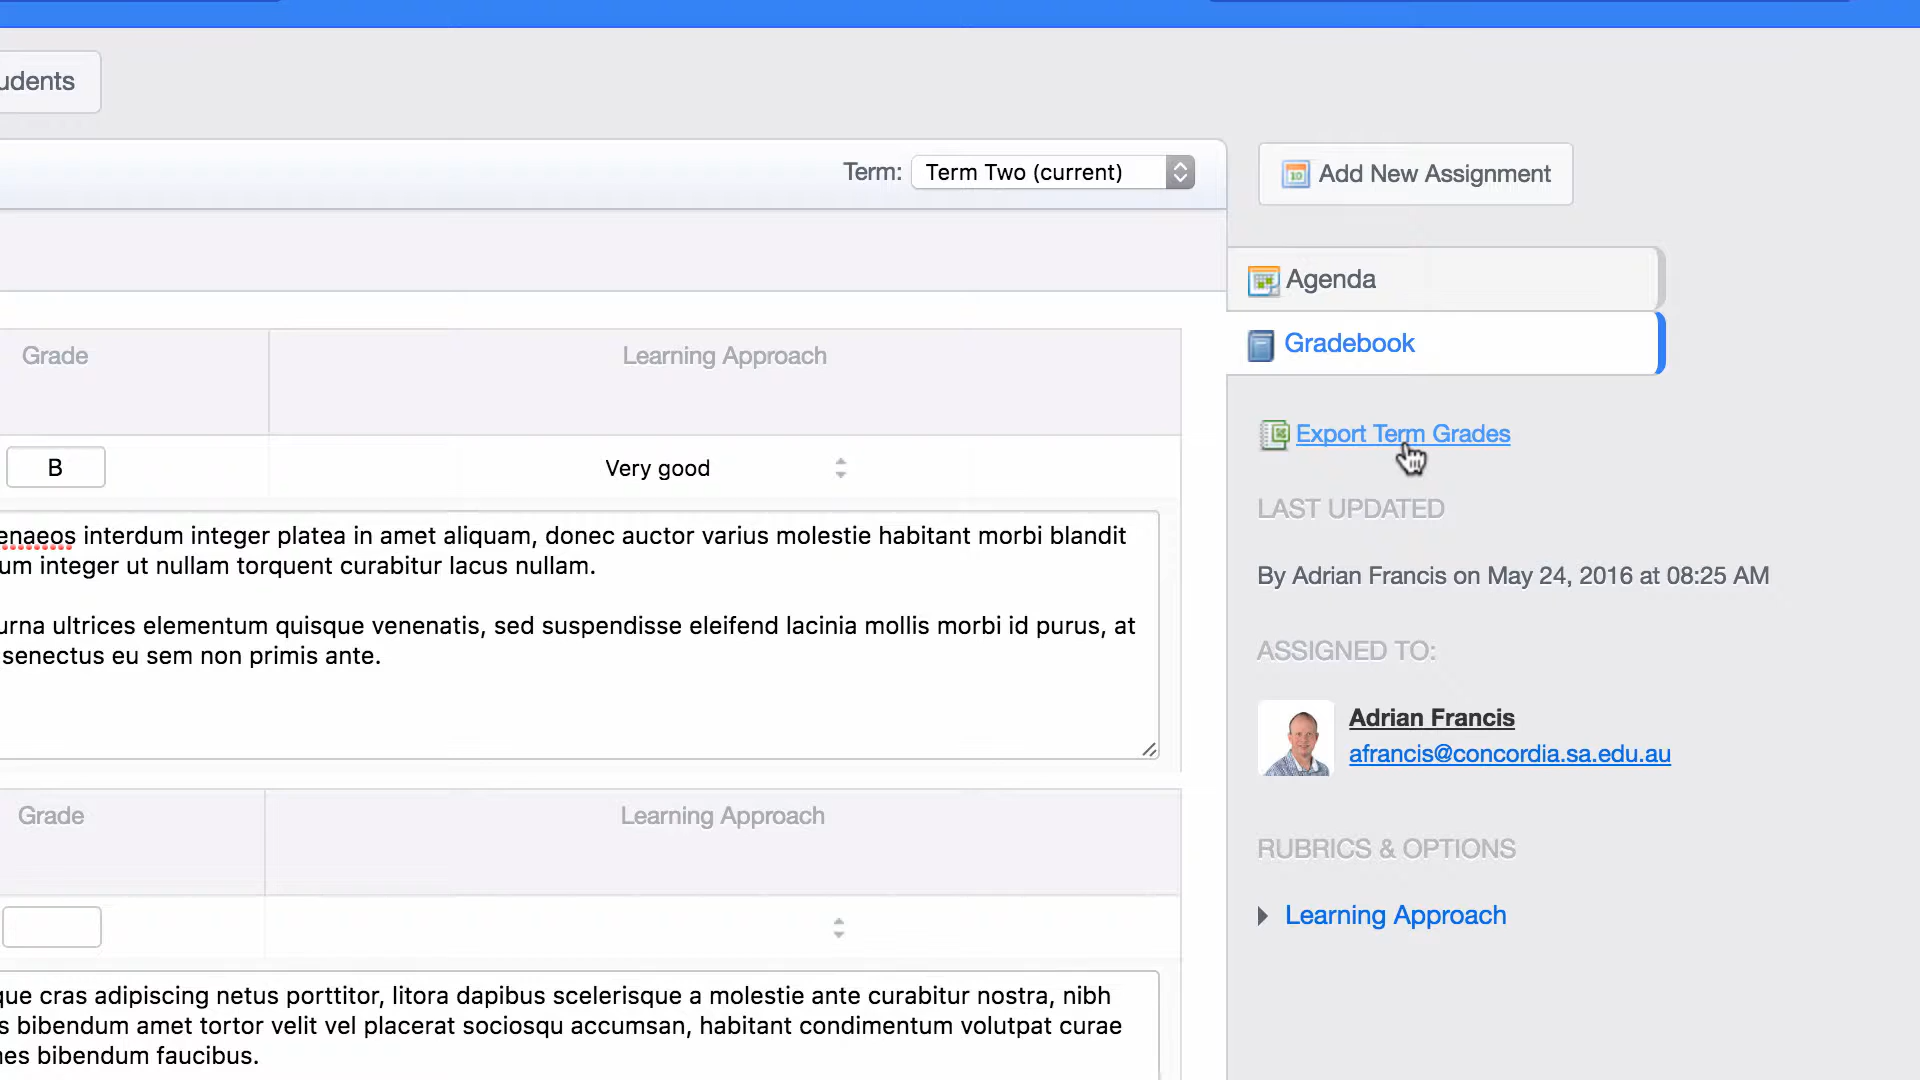 udents
Term: Term Two (current)
Add New Assignment
Agenda
Gradebook
Export Term Grades
LAST UPDATED
By Adrian Francis on May 24, 2016 at 08:25 AM
ASSIGNED TO:
Adrian Francis
afrancis@concordia.sa.edu.au
RUBRICS & OPTIONS
Learning Approach
Grade Learning Approach
B Very good
enaeos interdum integer platea in amet aliquam, donec auctor varius molestie habitant morbi blandit
um integer ut nullam torquent curabitur lacus nullam.
urna ultrices elementum quisque venenatis, sed suspendisse eleifend lacinia mollis morbi id purus, at
senectus eu sem non primis ante.
Grade Learning Approach
que cras adipiscing netus porttitor, litora dapibus scelerisque a molestie ante curabitur nostra, nibh
s bibendum amet tortor velit vel placerat sociosqu accumsan, habitant condimentum volutpat curae
nes bibendum faucibus.